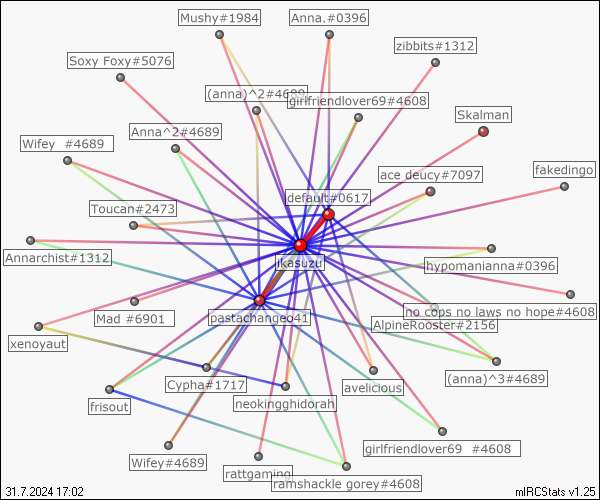 Mushy#1984
Anna.#0396
zibbits#1312
Soxy Foxy#5076
(anna)^2#4689
girlfriendlover69#4608
Skalman
Anna^2#4689
Wifey  #4689
ace deucy#7097
fakedingo
default#0617
Toucan#2473
Annarchist#1312
ikasuzu
hypomanianna#0396
Mad #6901
pastachangeo41
no cops no laws no hope#4608
AlpineRooster#2156
xenoyaut
Cypha#1717
avelicious
(anna)^3#4689
frisout
neokingghidorah
Wifey#4689
rattgaming
girlfriendlover69  #4608
ramshackle gorey#4608
31.7.2024 17:02
mIRCStats v1.25